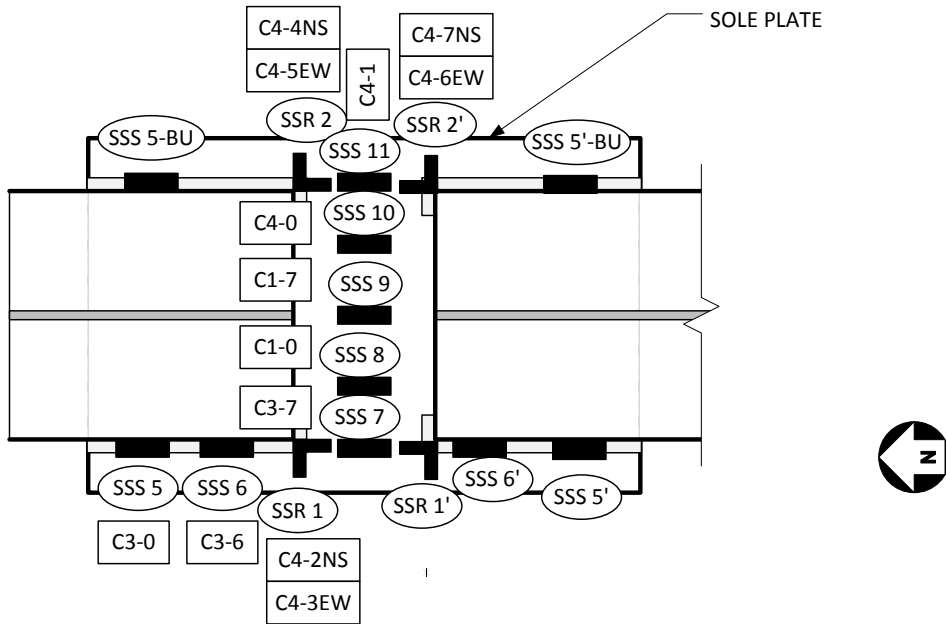 C4-4NS
C4-7NS
SOLE PLATE
C4-5EW
C4-1
C4-6EW
SSR 2
SSR 2'
SSS 5-BU
SSS 11
SSS 5'-BU
C4-0
SSS 10
C1-7
SSS 9
C1-0
SSS 8
C3-7
SSS 7
N
SSS 5
SSS 6
SSS 6'
SSS 5'
SSR 1
SSR 1'
C3-0
C3-6
C4-2NS
C4-3EW